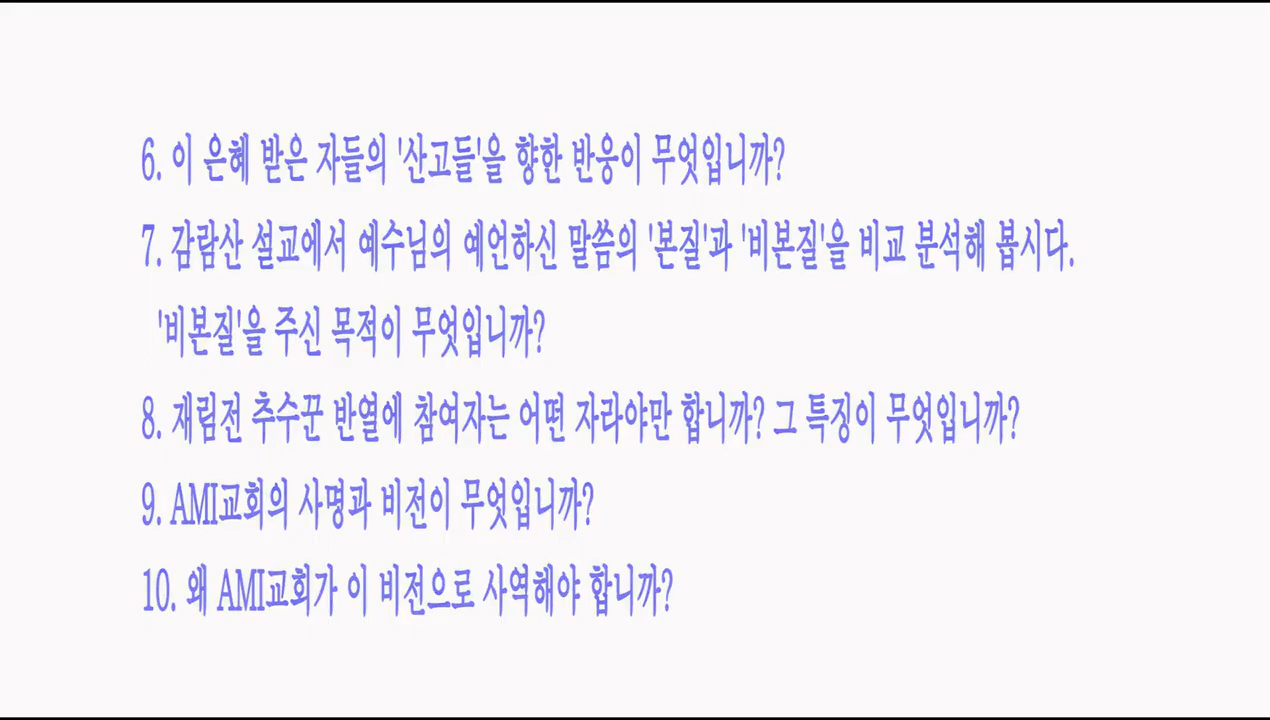 6. 이 은혜 받은 자들의 '산고들'을 향한 반응이 무엇입니까?
7. 감람산 설교에서 예수님의 예언하신 말씀의 '본질'과 '비본질'을 비교 분석해 봅시다.
'비본질'을 주신 목적이 무엇입니까?
8. 재림전 추수꾼 반열에 참여자는 어떤 자라야만 합니까? 그 특징이 무엇입니까?
9. AMI교회의 사명과 비전이 무엇입니까?
10. 왜 AMI교회가 이 비전으로 사역해야 합니까?